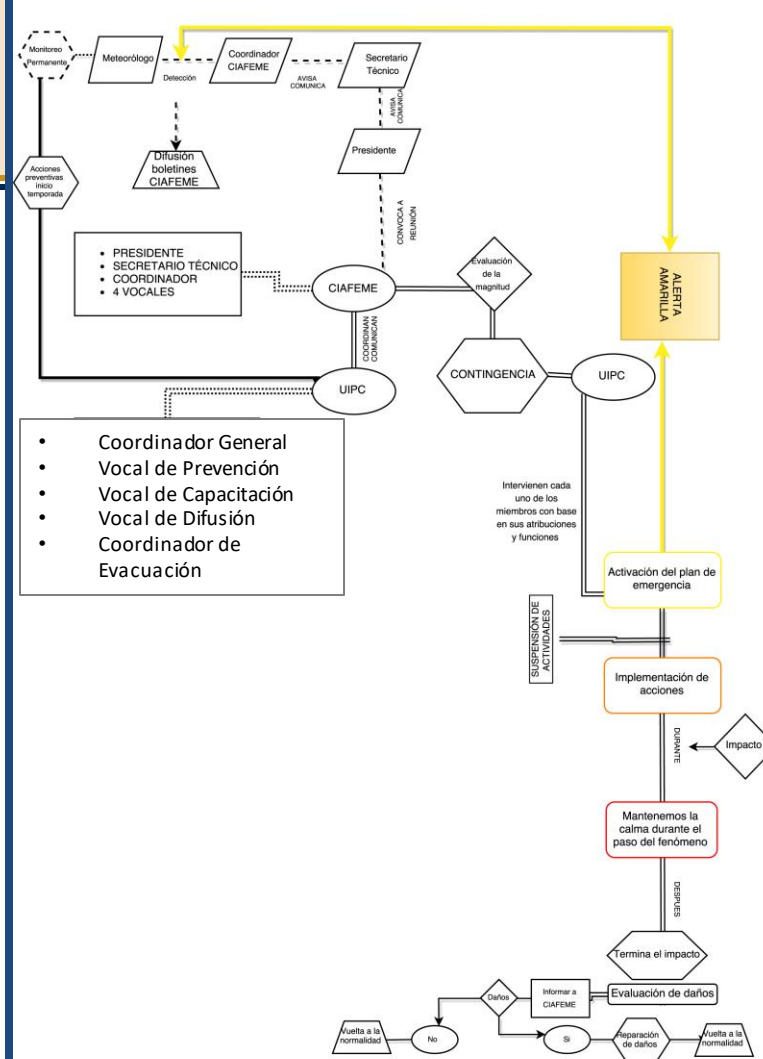 Monitoreo
Permanente
Meteorólogo
Detección
Coordinador
CIAFEME
AVISA
COMUNICA
Secretario
Técnico
AVISA
COMUNICA
Difusión
boletines
CIAFEME
Presidente
Acciones
preventivas
inicio
temporada
CONVOCA A
REUNIÓN
• PRESIDENTE
• SECRETARIO TÉCNICO
• COORDINADOR
• 4 VOCALES
CIAFEME
Evaluación
de la
magnitud
ALERTA
AMARILLA
COORDINAN
COMUNICAN
CONTINGENCIA
UIPC
UIPC
• Coordinador General
• Vocal de Prevención
• Vocal de Capacitación
• Vocal de Difusión
• Coordinador de
Evacuación
Intervienen cada
uno de los
miembros con base
en sus atribuciones
y funciones
Activación del plan de
emergencia
SUSPENSIÓN DE
ACTIVIDADES
Implementación de
acciones
DURANTE
Impacto
Mantenemos la
calma durante el
paso del fenómeno
DESPUES
Termina el impacto
Evaluación de daños
Informar a
CIAFEME
Daños
No
Vuelta a la
normalidad
Si
Reparación
de daños
Vuelta a la
normalidad